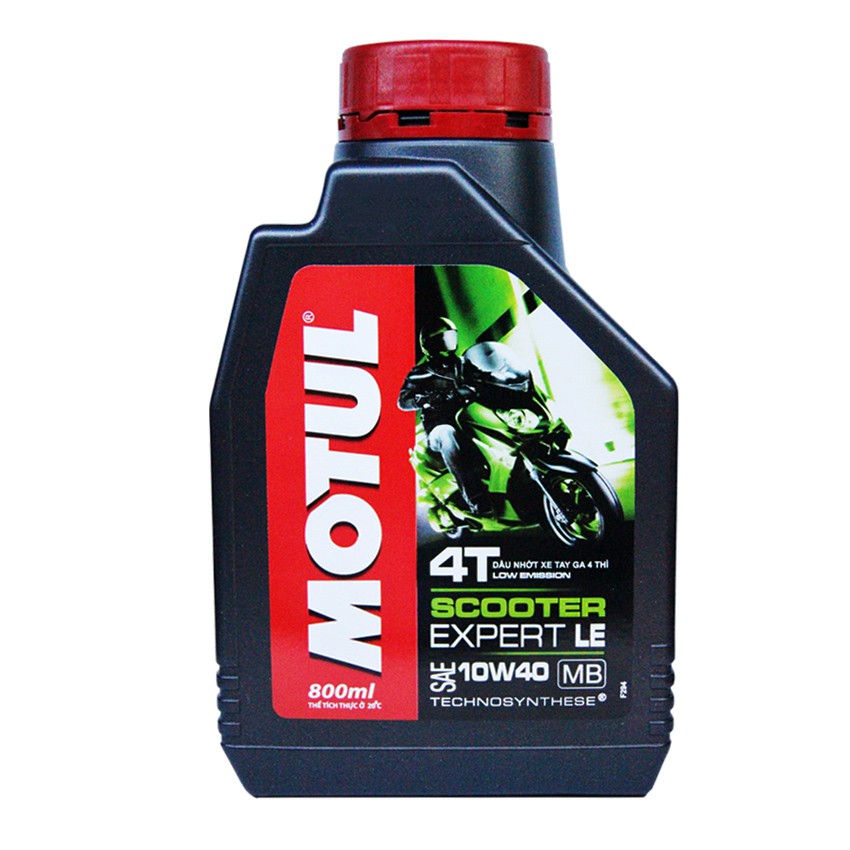 MOTUL®
4T DẦU NHỚT XE TAY GA 4 THÌ
LOW EMISSION
SCOOTER
EXPERT LE
SAE 10W40 MB
TECHNOSYNTHESE®
800ml
THỂ TÍCH THỰC Ở 20°C
F294